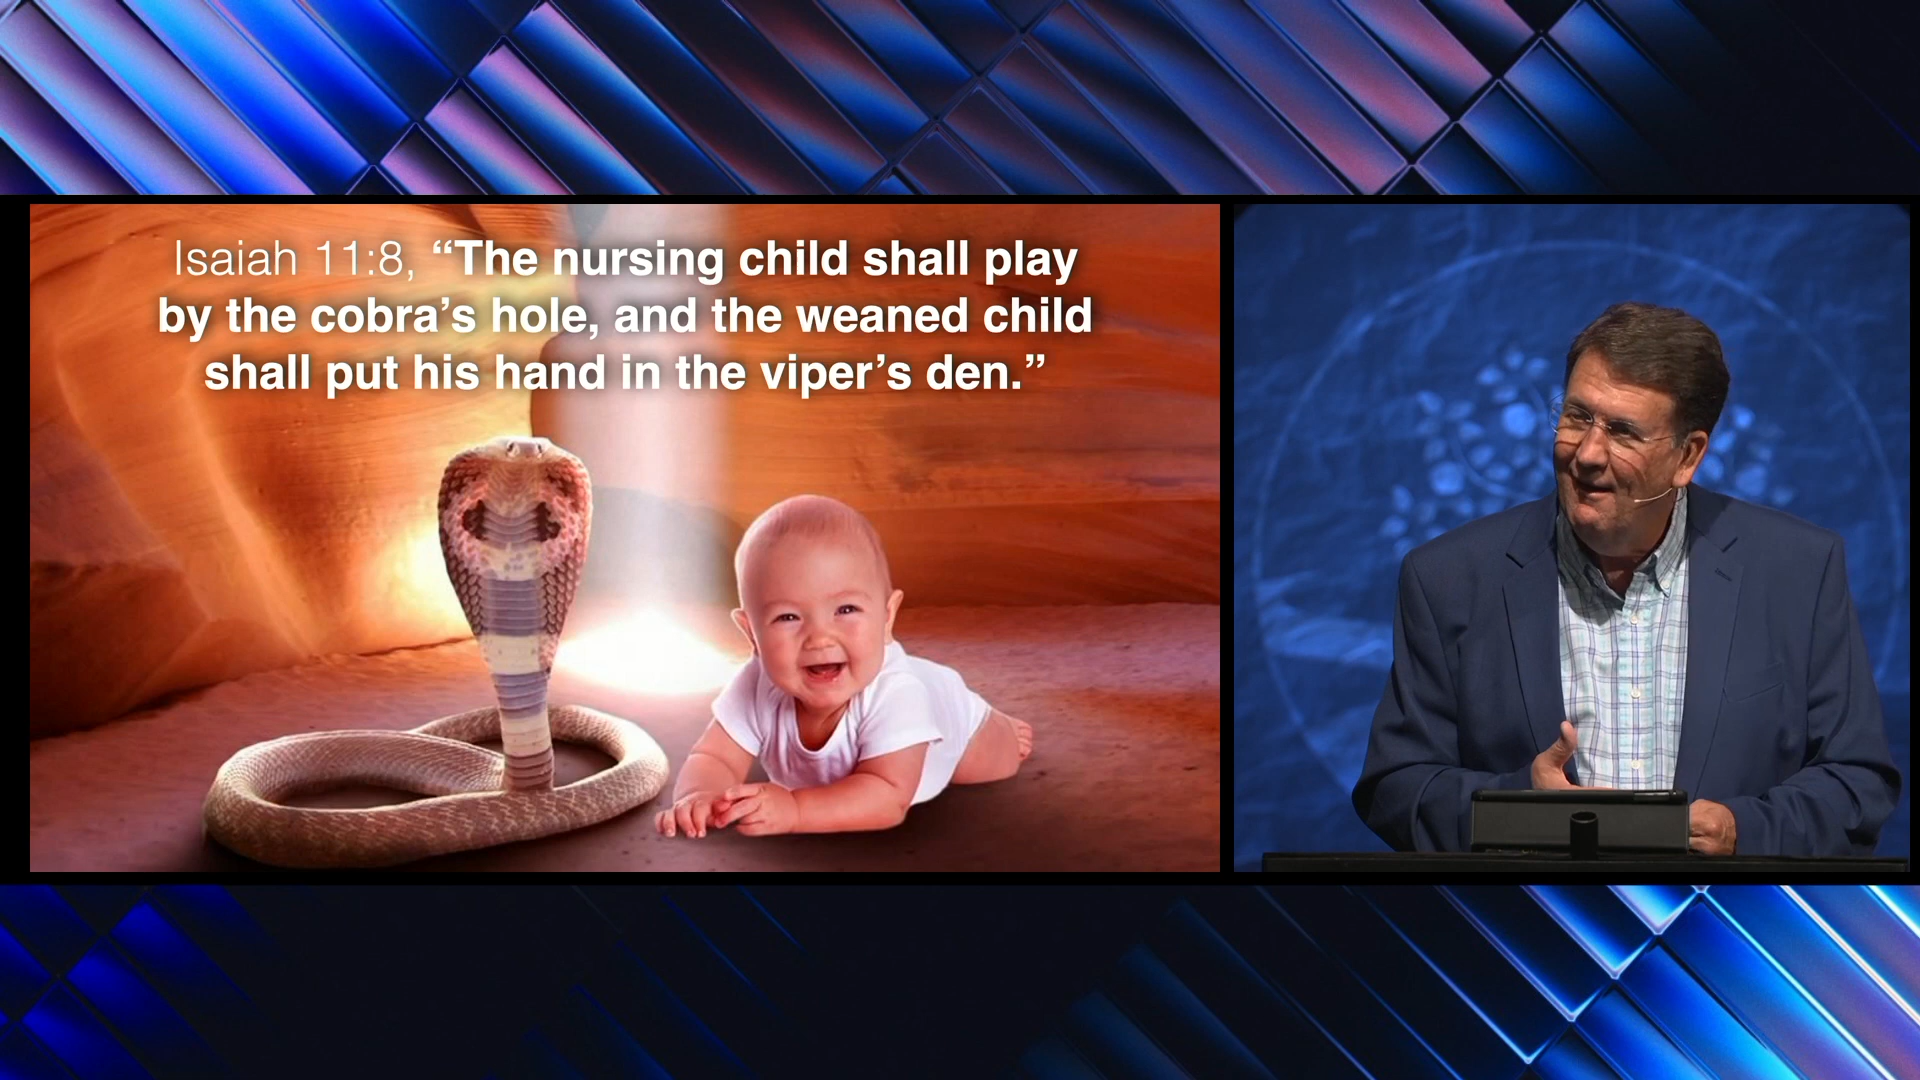 Isaiah 11:8, “The nursing child shall play
by the cobra’s hole, and the weaned child
shall put his hand in the viper’s den.”